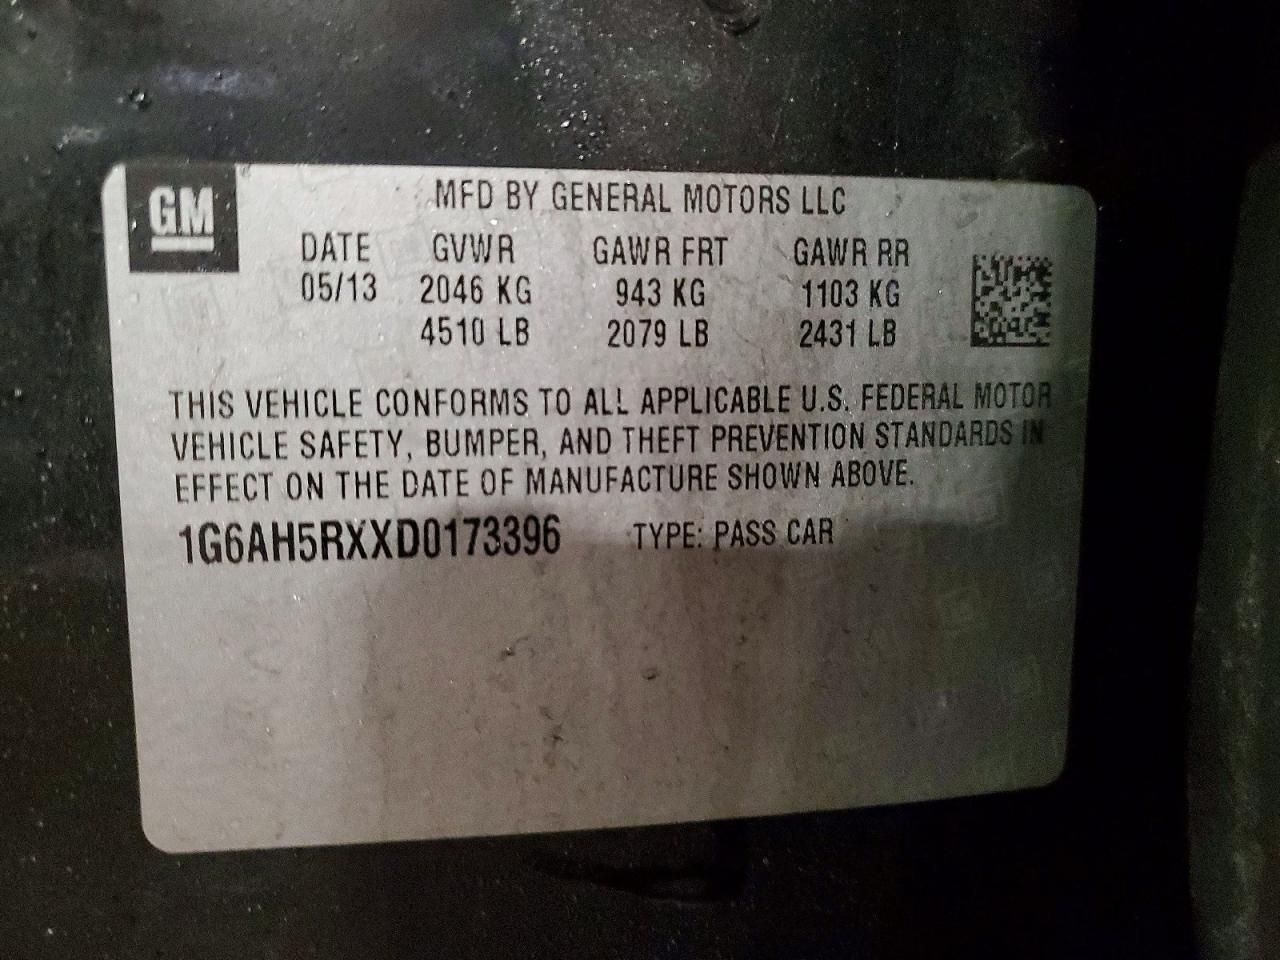 GM
MFD BY GENERAL MOTORS LLC
DATE GVWR GAWR FRT GAWR RR
05/13 2046 KG 943 KG 1103 KG
4510 LB 2079 LB 2431 LB
THIS VEHICLE CONFORMS TO ALL APPLICABLE U.S. FEDERAL MOTOR
VEHICLE SAFETY, BUMPER, AND THEFT PREVENTION STANDARDS IN
EFFECT ON THE DATE OF MANUFACTURE SHOWN ABOVE.
1G6AH5RXXD0173396 TYPE: PASS CAR